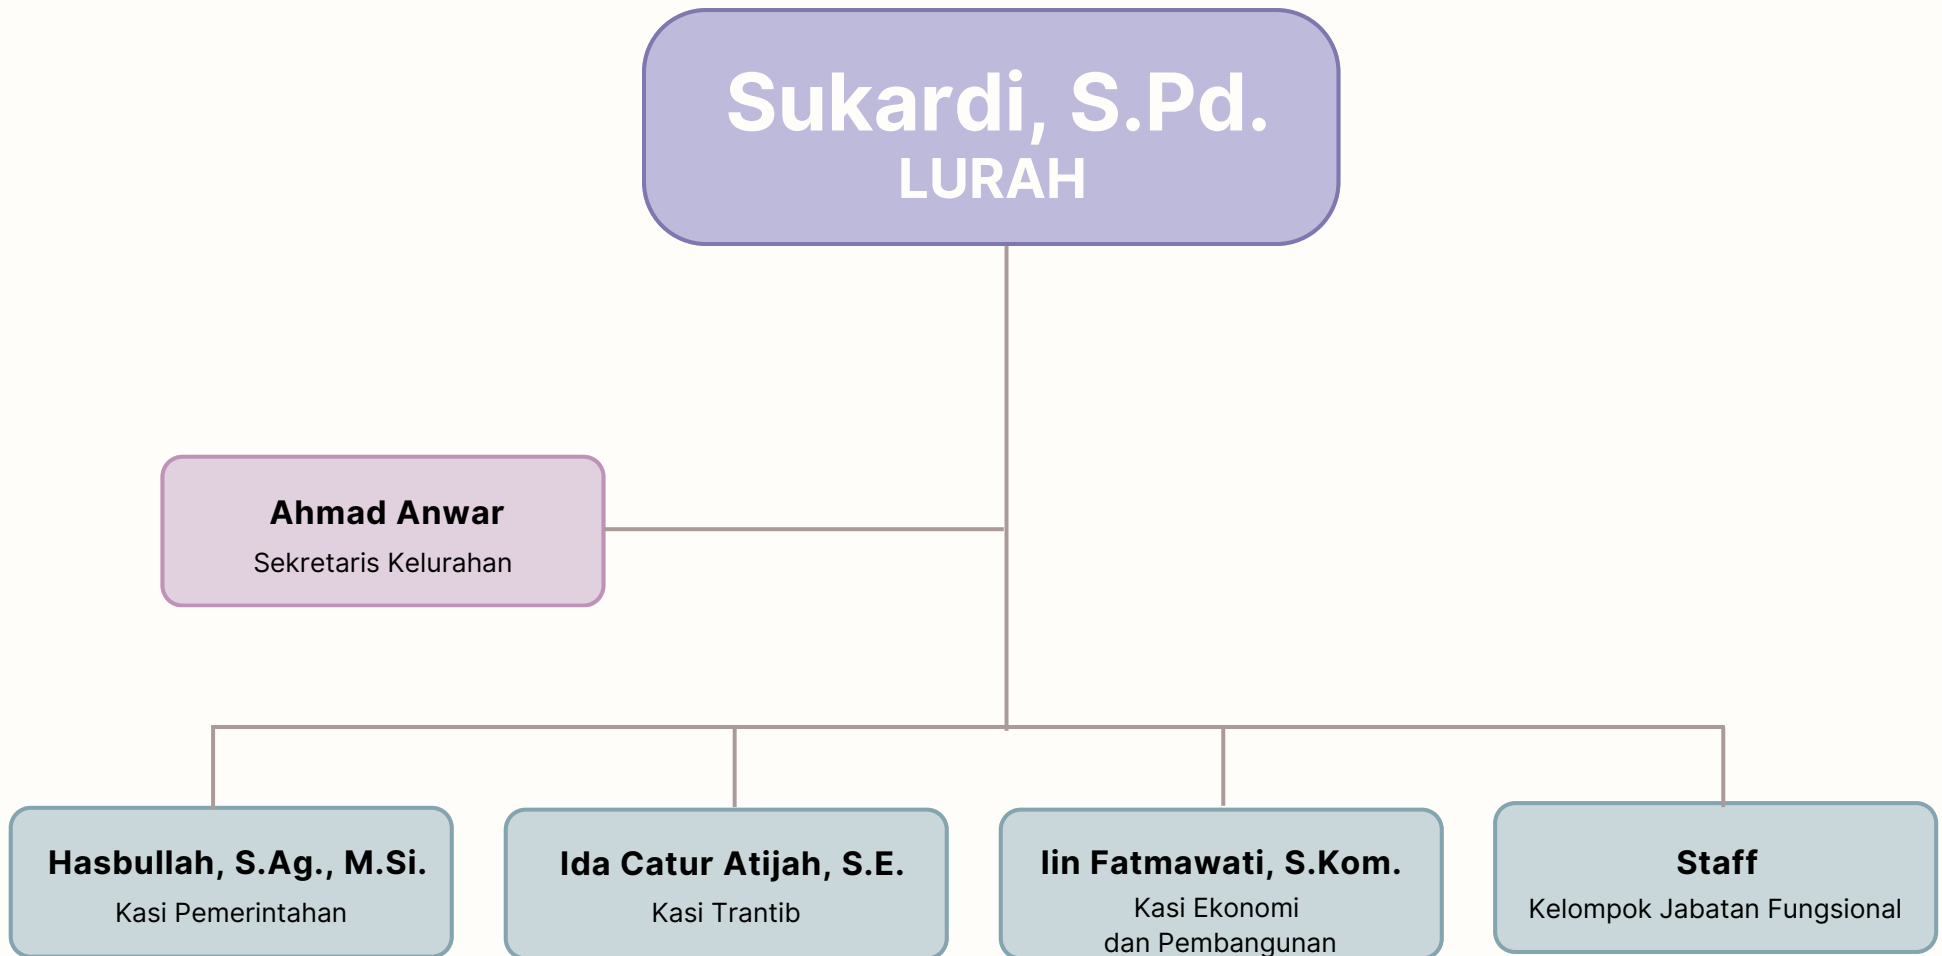 Sukardi, S.Pd.
LURAH
Ahmad Anwar
Sekretaris Kelurahan
Hasbullah, S.Ag., M.Si.
Kasi Pemerintahan
Ida Catur Atijah, S.E.
Kasi Trantib
Iin Fatmawati, S.Kom.
Kasi Ekonomi
dan Pembangunan
Staff
Kelompok Jabatan Fungsional